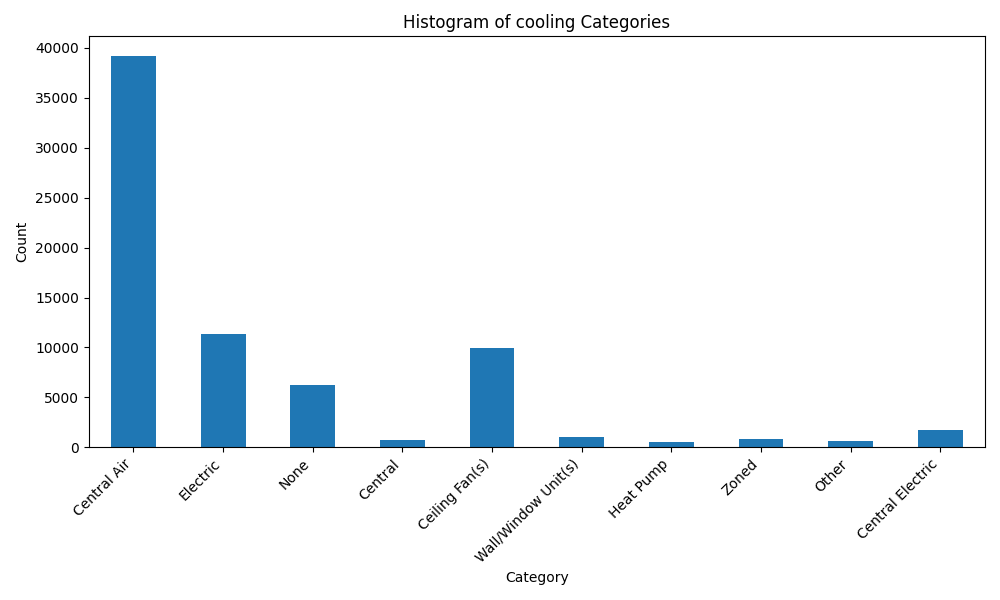 Histogram of cooling Categories
40000
35000
30000
25000
20000
15000
10000
5000
0
Count
Central Air
Electric
None
Central
Ceiling Fan(s)
Wall/Window Unit(s)
Heat Pump
Zoned
Other
Central Electric
Category